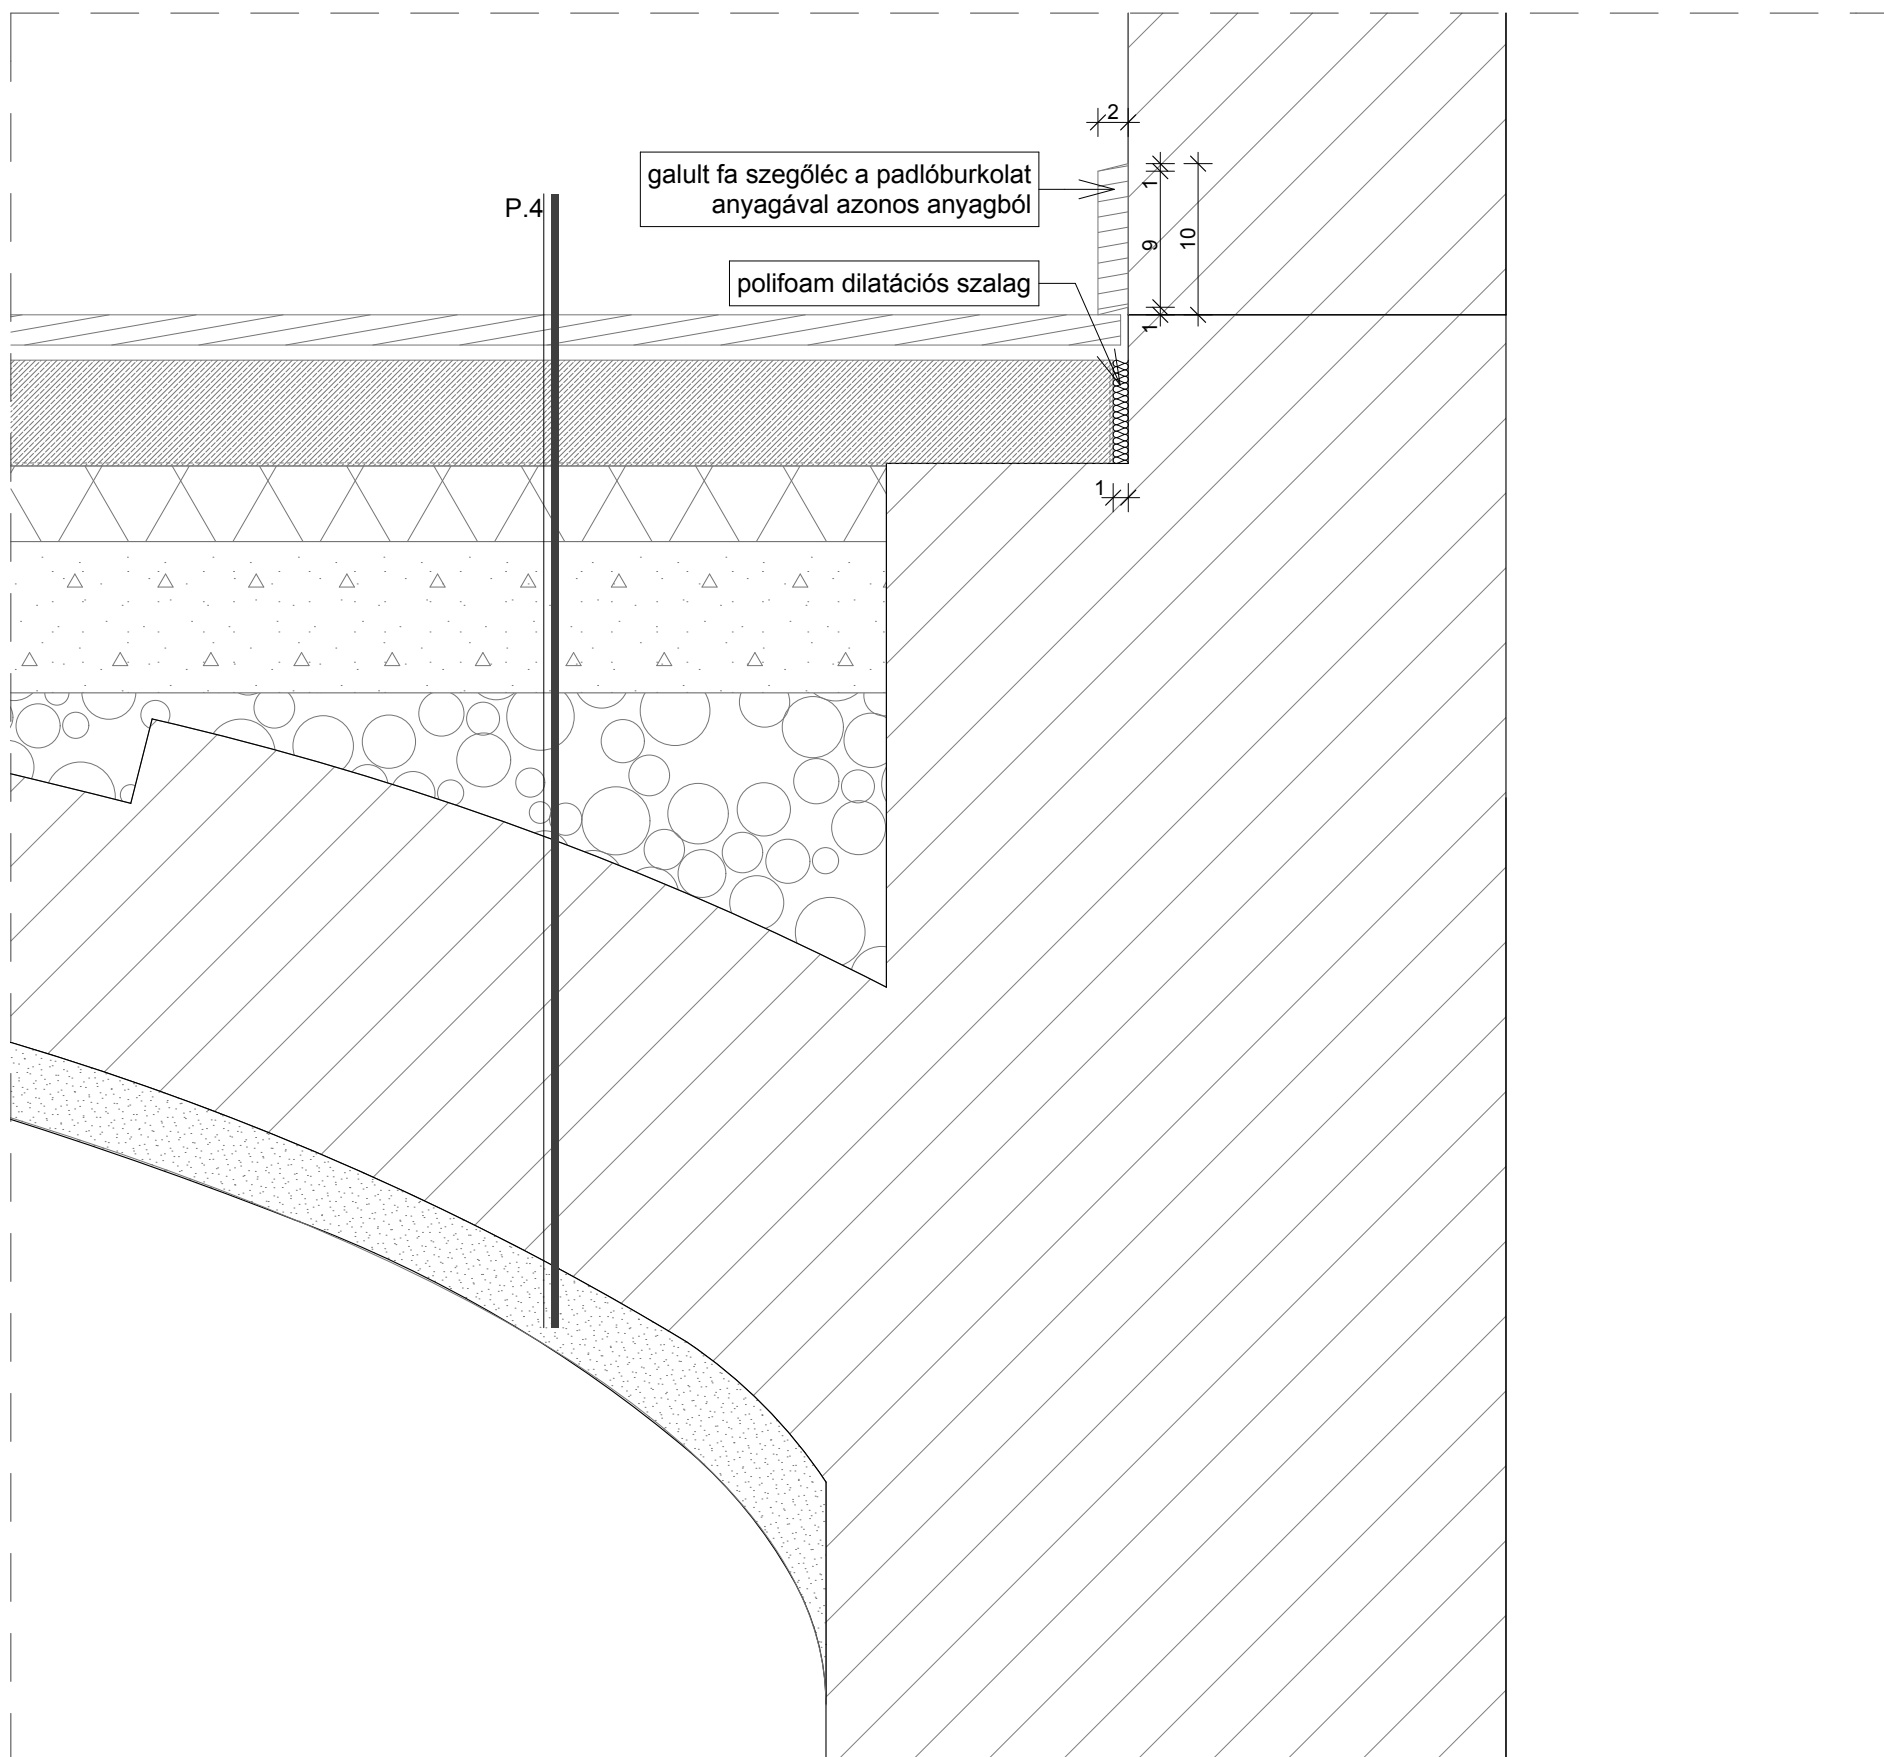 2
galult fa szegőléc a padlóburkolat
anyagával azonos anyagból
P.4
1
9
10
polifoam dilatációs szalag
1
1